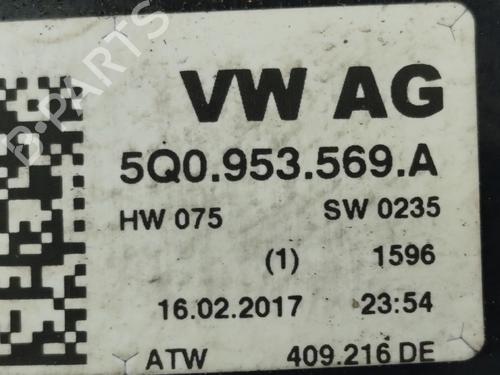 B-PARTS
VW AG
5Q0.953.569.A
HW 075 SW 0235
(1) 1596
16.02.2017 23:54
ATW 409.216 DE